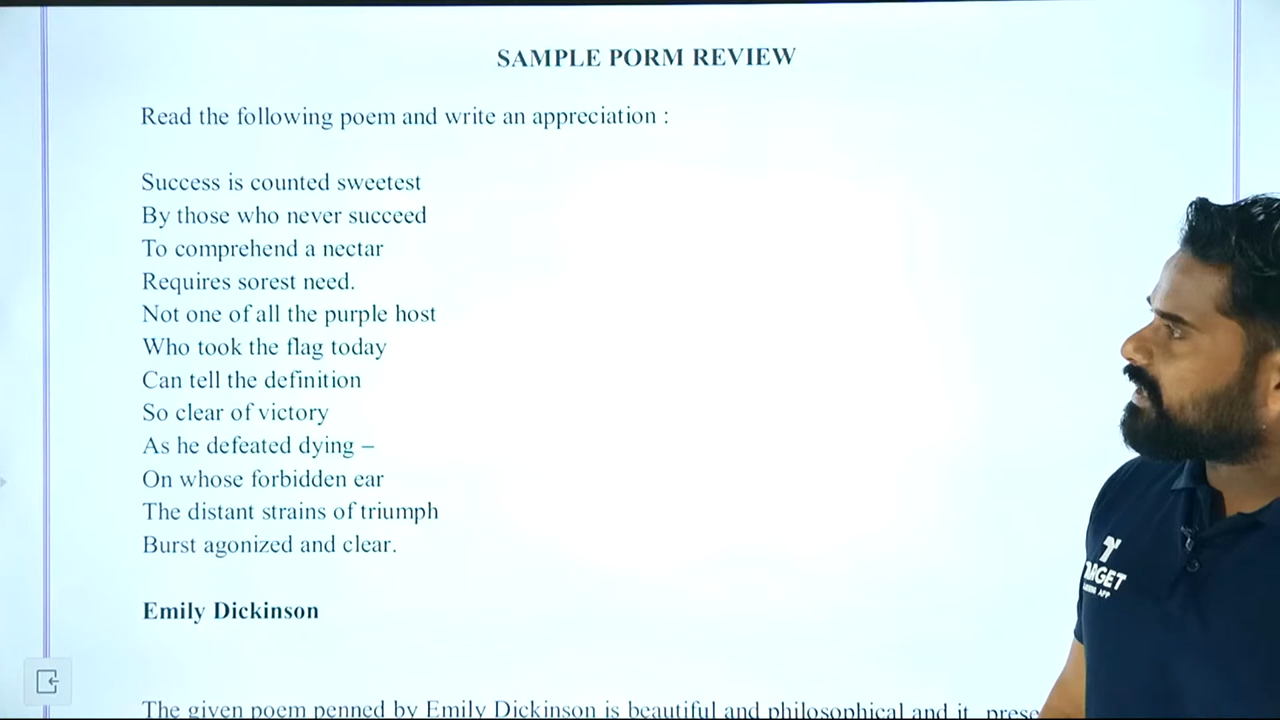 SAMPLE PORM REVIEW
Read the following poem and write an appreciation :
Success is counted sweetest
By those who never succeed
To comprehend a nectar
Requires sorest need.
Not one of all the purple host
Who took the flag today
Can tell the definition
So clear of victory
As he defeated dying –
On whose forbidden ear
The distant strains of triumph
Burst agonized and clear.
Emily Dickinson
The given poem penned by Emily Dickinson is beautiful and philosophical and it
TARGET